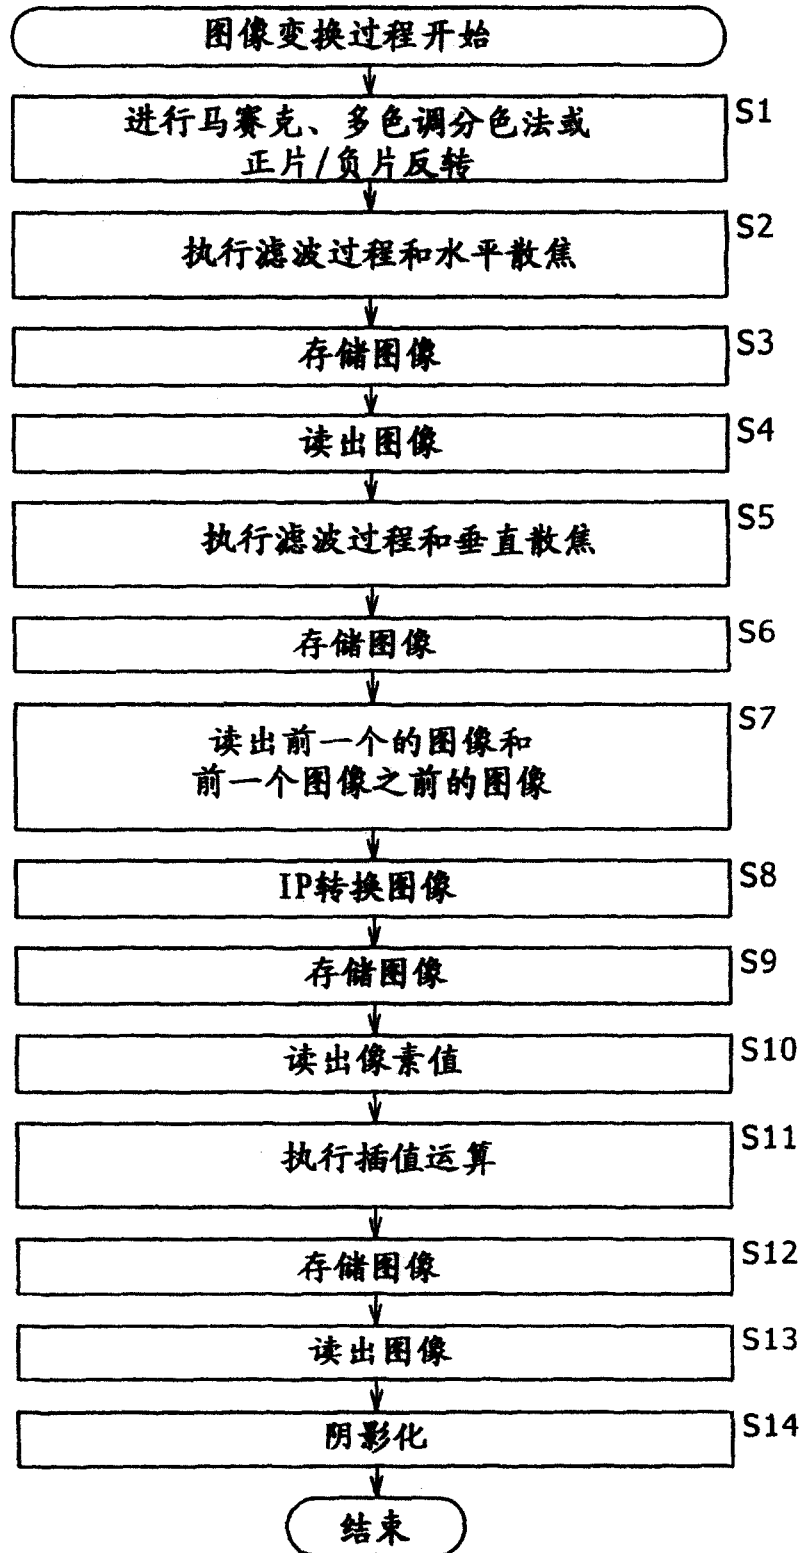 图像变换过程开始
S1
进行马赛克、多色调分色法或
正片/负片反转
S2
执行滤波过程和水平散焦
S3
存储图像
S4
读出图像
S5
执行滤波过程和垂直散焦
S6
存储图像
S7
读出前一个的图像和
前一个图像之前的图像
S8
IP转换图像
S9
存储图像
S10
读出像素值
S11
执行插值运算
S12
存储图像
S13
读出图像
S14
阴影化
结束